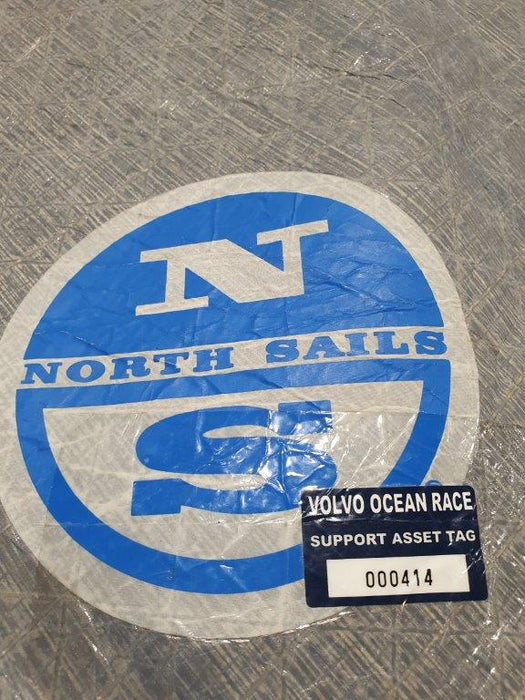 N
NORTH SAILS
S
VOLVO OCEAN RACE
SUPPORT ASSET TAG
000414